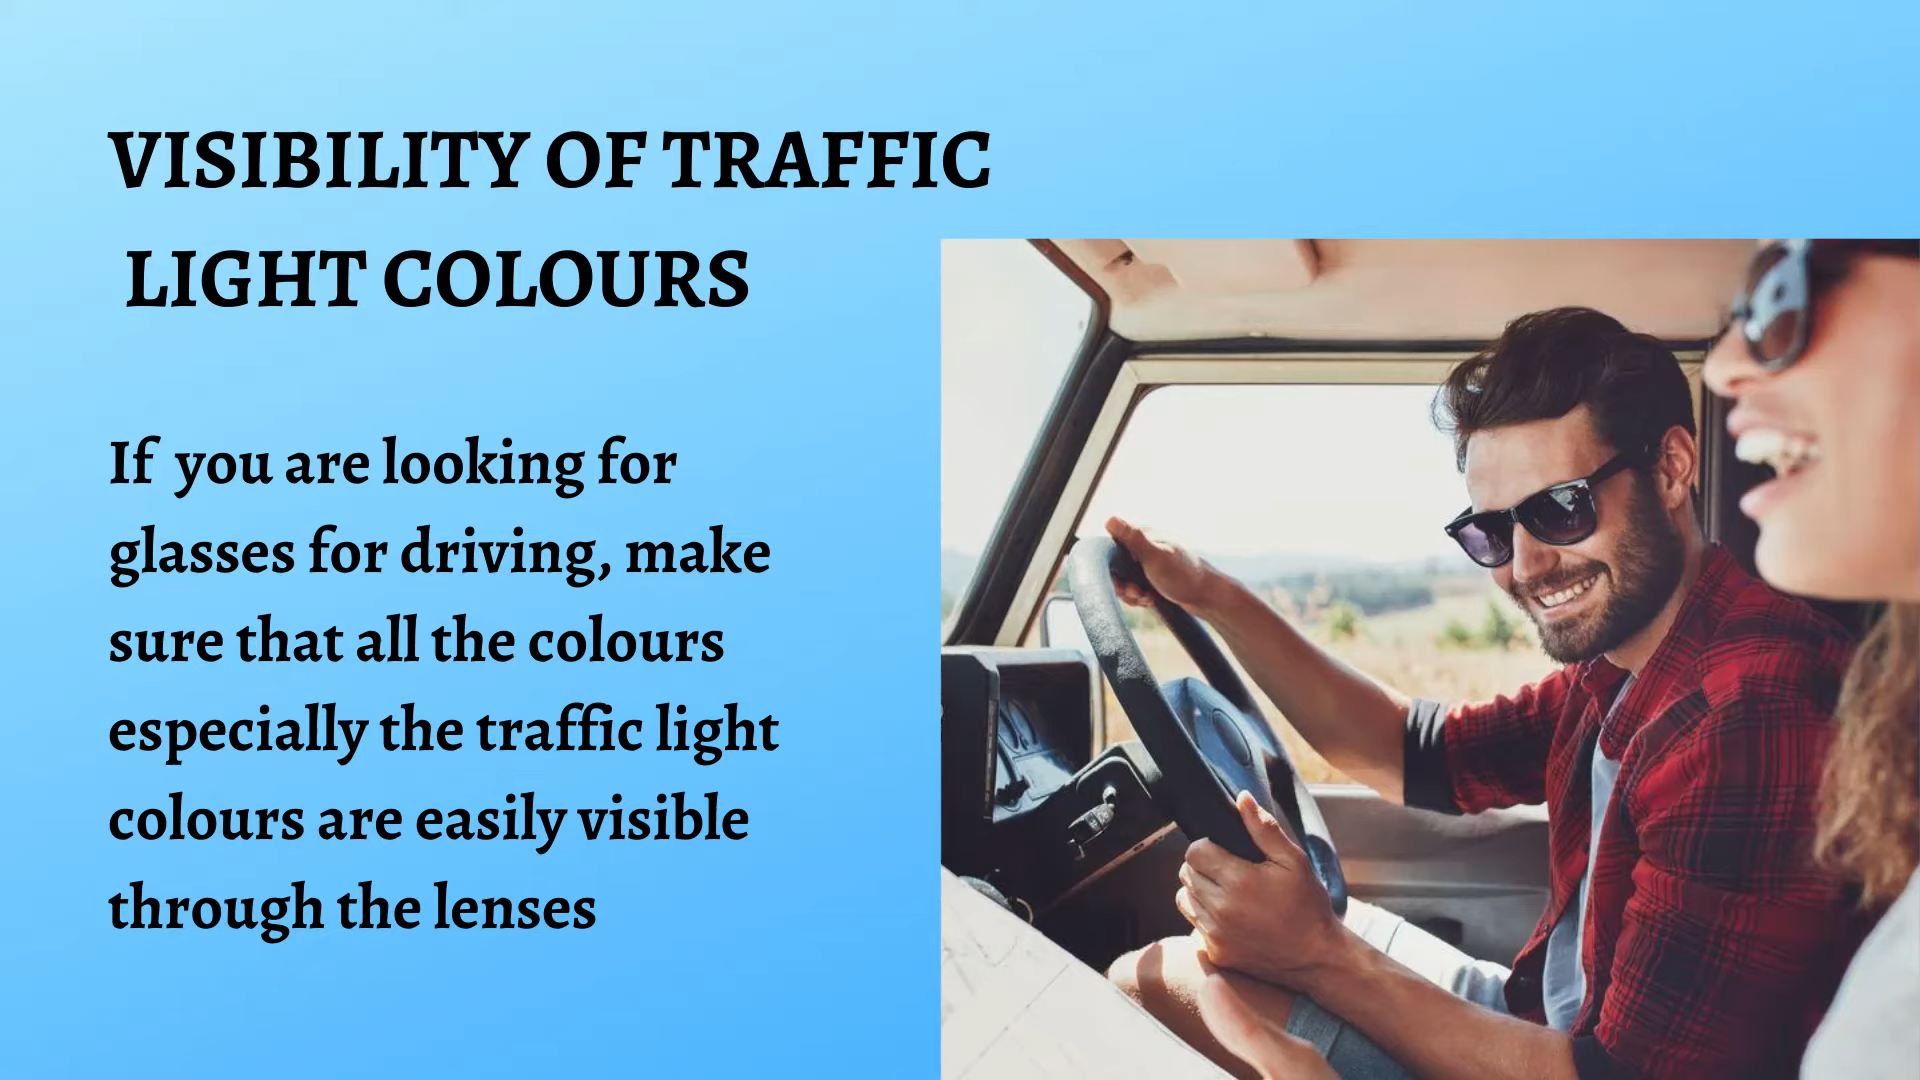 VISIBILITY OF TRAFFIC
LIGHT COLOURS
If you are looking for
glasses for driving, make
sure that all the colours
especially the traffic light
colours are easily visible
through the lenses